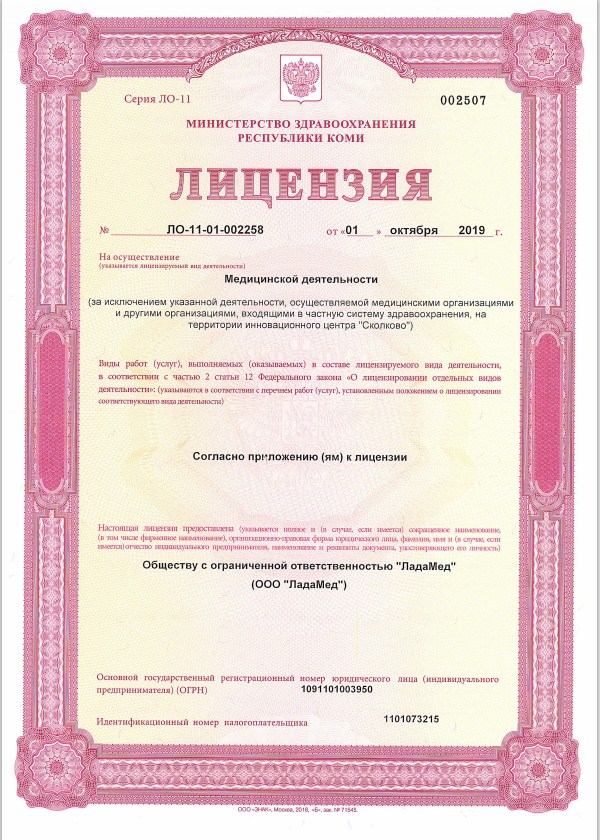 Серия ЛО-11
002507
МИНИСТЕРСТВО ЗДРАВООХРАНЕНИЯ
РЕСПУБЛИКИ КОМИ
ЛИЦЕНЗИЯ
№ ЛО-11-01-002258 от «01 » октября 2019 г.
На осуществление
(указывается лицензируемый вид деятельности)
Медицинской деятельности
(за исключением указанной деятельности, осуществляемой медицинскими организациями
и другими организациями, входящими в частную систему здравоохранения, на
территории инновационного центра "Сколково")
Виды работ (услуг), выполняемых (оказываемых) в составе лицензируемого вида деятельности,
в соответствии с частью 2 статьи 12 Федерального закона «О лицензировании отдельных видов
деятельности»: (указываются в соответствии с перечнем работ (услуг), установленным положением о лицензировании
соответствующего вида деятельности)
Согласно приложению (ям) к лицензии
Настоящая лицензия предоставлена (указывается полное и (в случае, если имеется) сокращенное наименование,
(в том числе фирменное наименование), организационно-правовая форма юридического лица, фамилия, имя и (в случае, если
имеется) отчество индивидуального предпринимателя, наименование и реквизиты документа, удостоверяющего его личность)
Обществу с ограниченной ответственностью "ЛадаМед"
(ООО "ЛадаМед")
Основной государственный регистрационный номер юридического лица (индивидуального
предпринимателя) (ОГРН) 1091101003950
Идентификационный номер налогоплательщика 1101073215
ООО «ЗНАК», Москва, 2018, «Б», зак. № 71545.